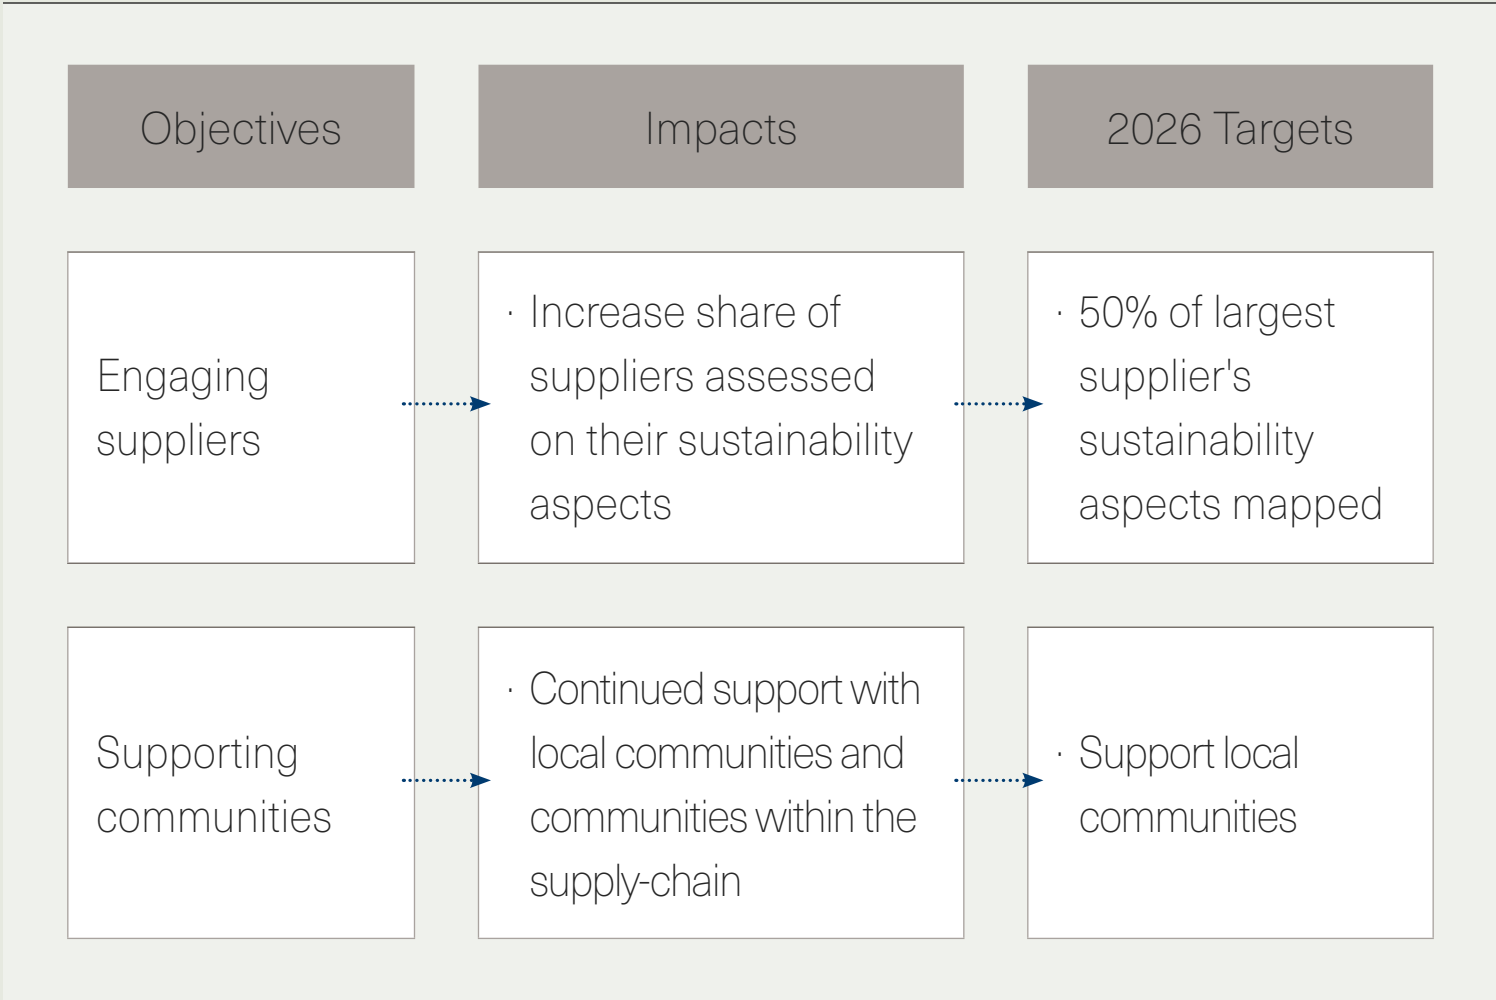 Objectives
Impacts
2026 Targets
Engaging
suppliers
· Increase share of
suppliers assessed
on their sustainability
aspects
· 50% of largest
supplier's
sustainability
aspects mapped
Supporting
communities
· Continued support with
local communities and
communities within the
supply-chain
· Support local
communities